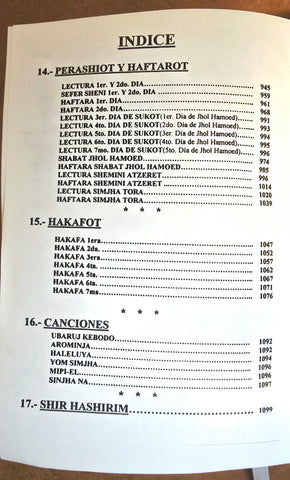 INDICE
14.- PERASHIOT Y HAFTAROT
LECTURA 1er. Y 2do. DIA 945
SEFER SHENI 1er. Y 2do. DIA 959
HAFTARA 1er. DIA 961
HAFTARA 2do. DIA 968
LECTURA 3er. DIA DE SUKOT(1er. Dia de Jhol Hamoed)
LECTURA 4to. DIA DE SUKOT(2do. Dia de Jhol Hamoed)
LECTURA 5to. DIA DE SUKOT(3er. Dia de Jhol Hamoed)
LECTURA 6to. DIA DE SUKOT(4to. Dia de Jhol Hamoed)
LECTURA 7mo. DIA DE SUKOT(5to. Dia de Jhol Hamoed) 996
SHABAT JHOL HAMOED 974
HAFTARA SHABAT JHOL HAMOED 985
LECTURA SHEMINI ATZERET 996
HAFTARA SHEMINI ATZERET 1014
LECTURA SIMJHA TORA 1020
HAFTARA SIMJHA TORA 1039
* * *
15.- HAKAFOT
HAKAFA 1era 1047
HAKAFA 2da. 1052
HAKAFA 3era 1057
HAKAFA 4ta. 1062
HAKAFA 5ta. 1067
HAKAFA 6ta. 1071
HAKAFA 7ma 1076
* * *
16.- CANCIONES
UBARUJ KEBODO 1092
AROMINJA 1092
HALELUYA 1094
YOM SIMJHA 1096
MIPI-EL 1096
SINJHA NA 1097
* * *
17.- SHIR HASHIRIM 1099